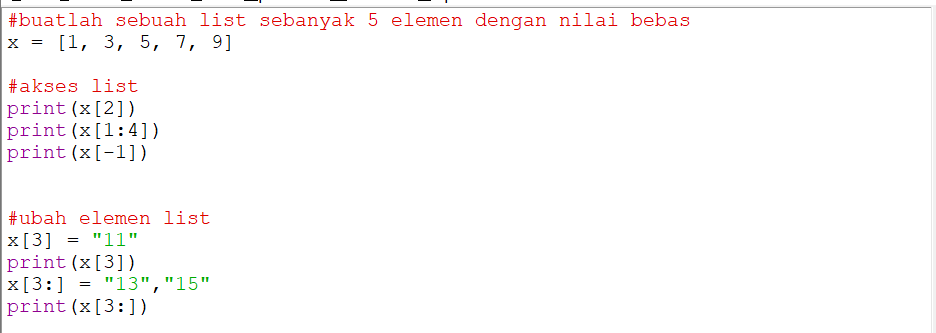 #buatlah sebuah list sebanyak 5 elemen dengan nilai bebas
x = [1, 3, 5, 7, 9]
#akses list
print(x[2])
print(x[1:4])
print(x[-1])
#ubah elemen list
x[3] = "11"
print(x[3])
x[3:] = "13","15"
print(x[3:])